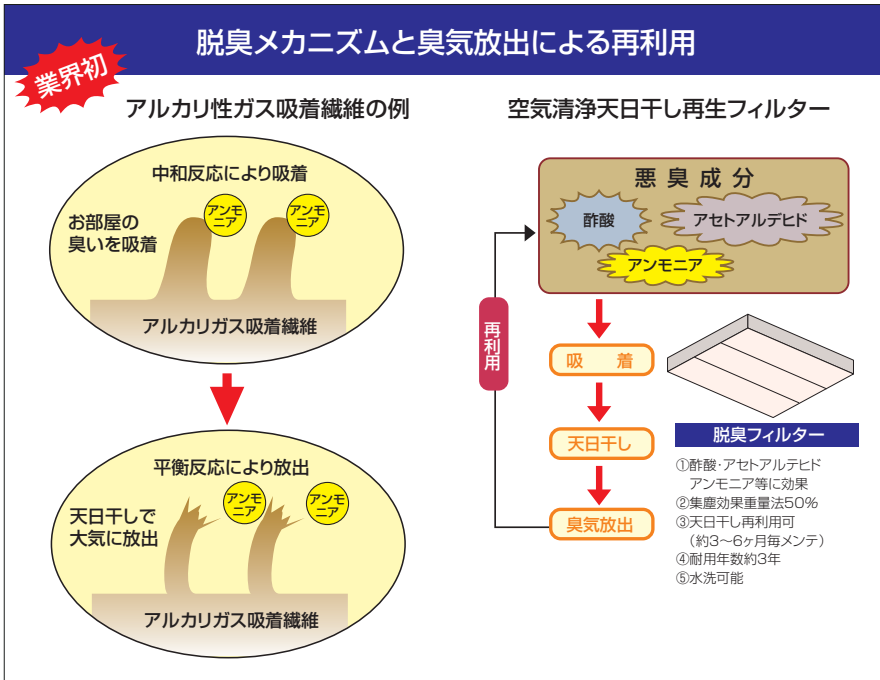 脱臭メカニズムと臭気放出による再利用
業界初
アルカリ性ガス吸着繊維の例
中和反応により吸着
アンモ
ニア
アンモ
ニア
お部屋の
臭いを吸着
アルカリガス吸着繊維
平衡反応により放出
アンモ
ニア
アンモ
ニア
天日干しで
大気に放出
アルカリガス吸着繊維
空気清浄天日干し再生フィルター
悪臭成分
酢酸
アセトアルデヒド
アンモニア
再利用
吸 着
天日干し
臭気放出
脱臭フィルター
①酢酸・アセトアルテヒド
アンモニア等に効果
②集塵効果重量法50%
③天日干し再利用可
(約3~6ヶ月毎メンテ)
④耐用年数約3年
⑤水洗可能